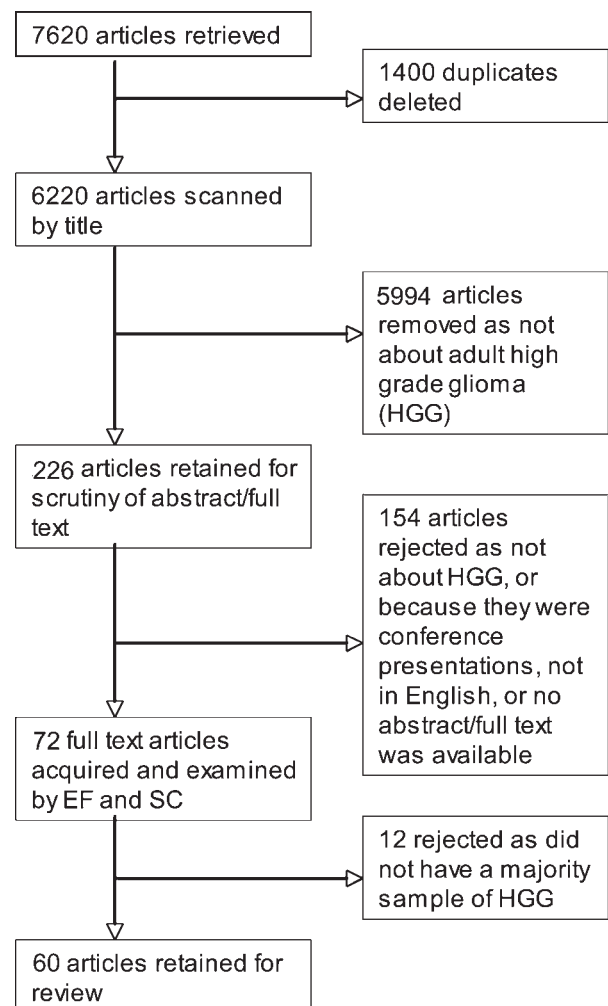 7620 articles retrieved
1400 duplicates
deleted
6220 articles scanned
by title
5994 articles
removed as not
about adult high
grade glioma
(HGG)
226 articles retained for
scrutiny of abstract/full
text
154 articles
rejected as not
about HGG, or
because they were
conference
presentations, not
in English, or no
abstract/full text
was available
72 full text articles
acquired and examined
by EF and SC
12 rejected as did
not have a majority
sample of HGG
60 articles retained for
review